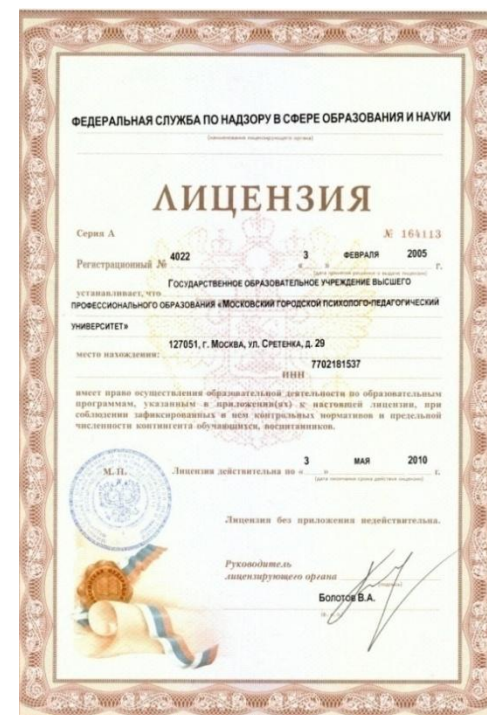 ФЕДЕРАЛЬНАЯ СЛУЖБА ПО НАДЗОРУ В СФЕРЕ ОБРАЗОВАНИЯ И НАУКИ
(наименование лицензирующего органа)
ЛИЦЕНЗИЯ
Серия А № 164113
Регистрационный № 4022 « 3 » ФЕВРАЛЯ 2005 г.
(дата принятия решения о выдаче лицензии)
устанавливает, что ГОСУДАРСТВЕННОЕ ОБРАЗОВАТЕЛЬНОЕ УЧРЕЖДЕНИЕ ВЫСШЕГО
ПРОФЕССИОНАЛЬНОГО ОБРАЗОВАНИЯ «МОСКОВСКИЙ ГОРОДСКОЙ ПСИХОЛОГО-ПЕДАГОГИЧЕСКИЙ
УНИВЕРСИТЕТ»
место нахождения: 127051, Г. МОСКВА, УЛ. СРЕТЕНКА, Д. 29
ИНН 7702181537
имеет право осуществления образовательной деятельности по образовательным
программам, указанным в приложении(ях) к настоящей лицензии, при
соблюдении зафиксированных в нем контрольных нормативов и предельной
численности контингента обучающихся, воспитанников.
М. П. Лицензия действительна по « 3 » МАЯ 2010 г.
(дата окончания срока действия лицензии)
Лицензия без приложения недействительна.
Руководитель
лицензирующего органа
(подпись)
Болотов В.А.